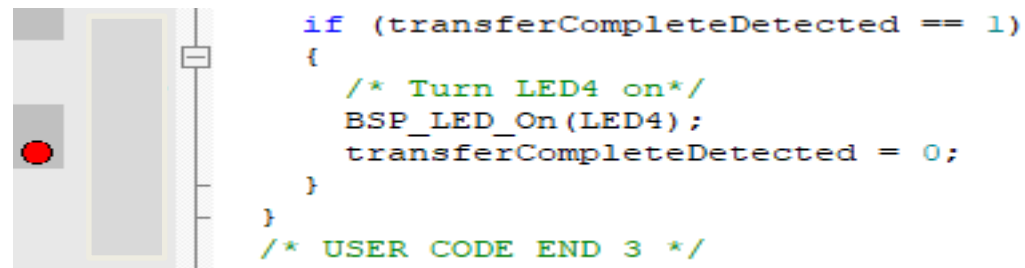 if (transferCompleteDetected == 1)
{
/* Turn LED4 on*/
BSP_LED_On(LED4);
transferCompleteDetected = 0;
}
}
/* USER CODE END 3 */